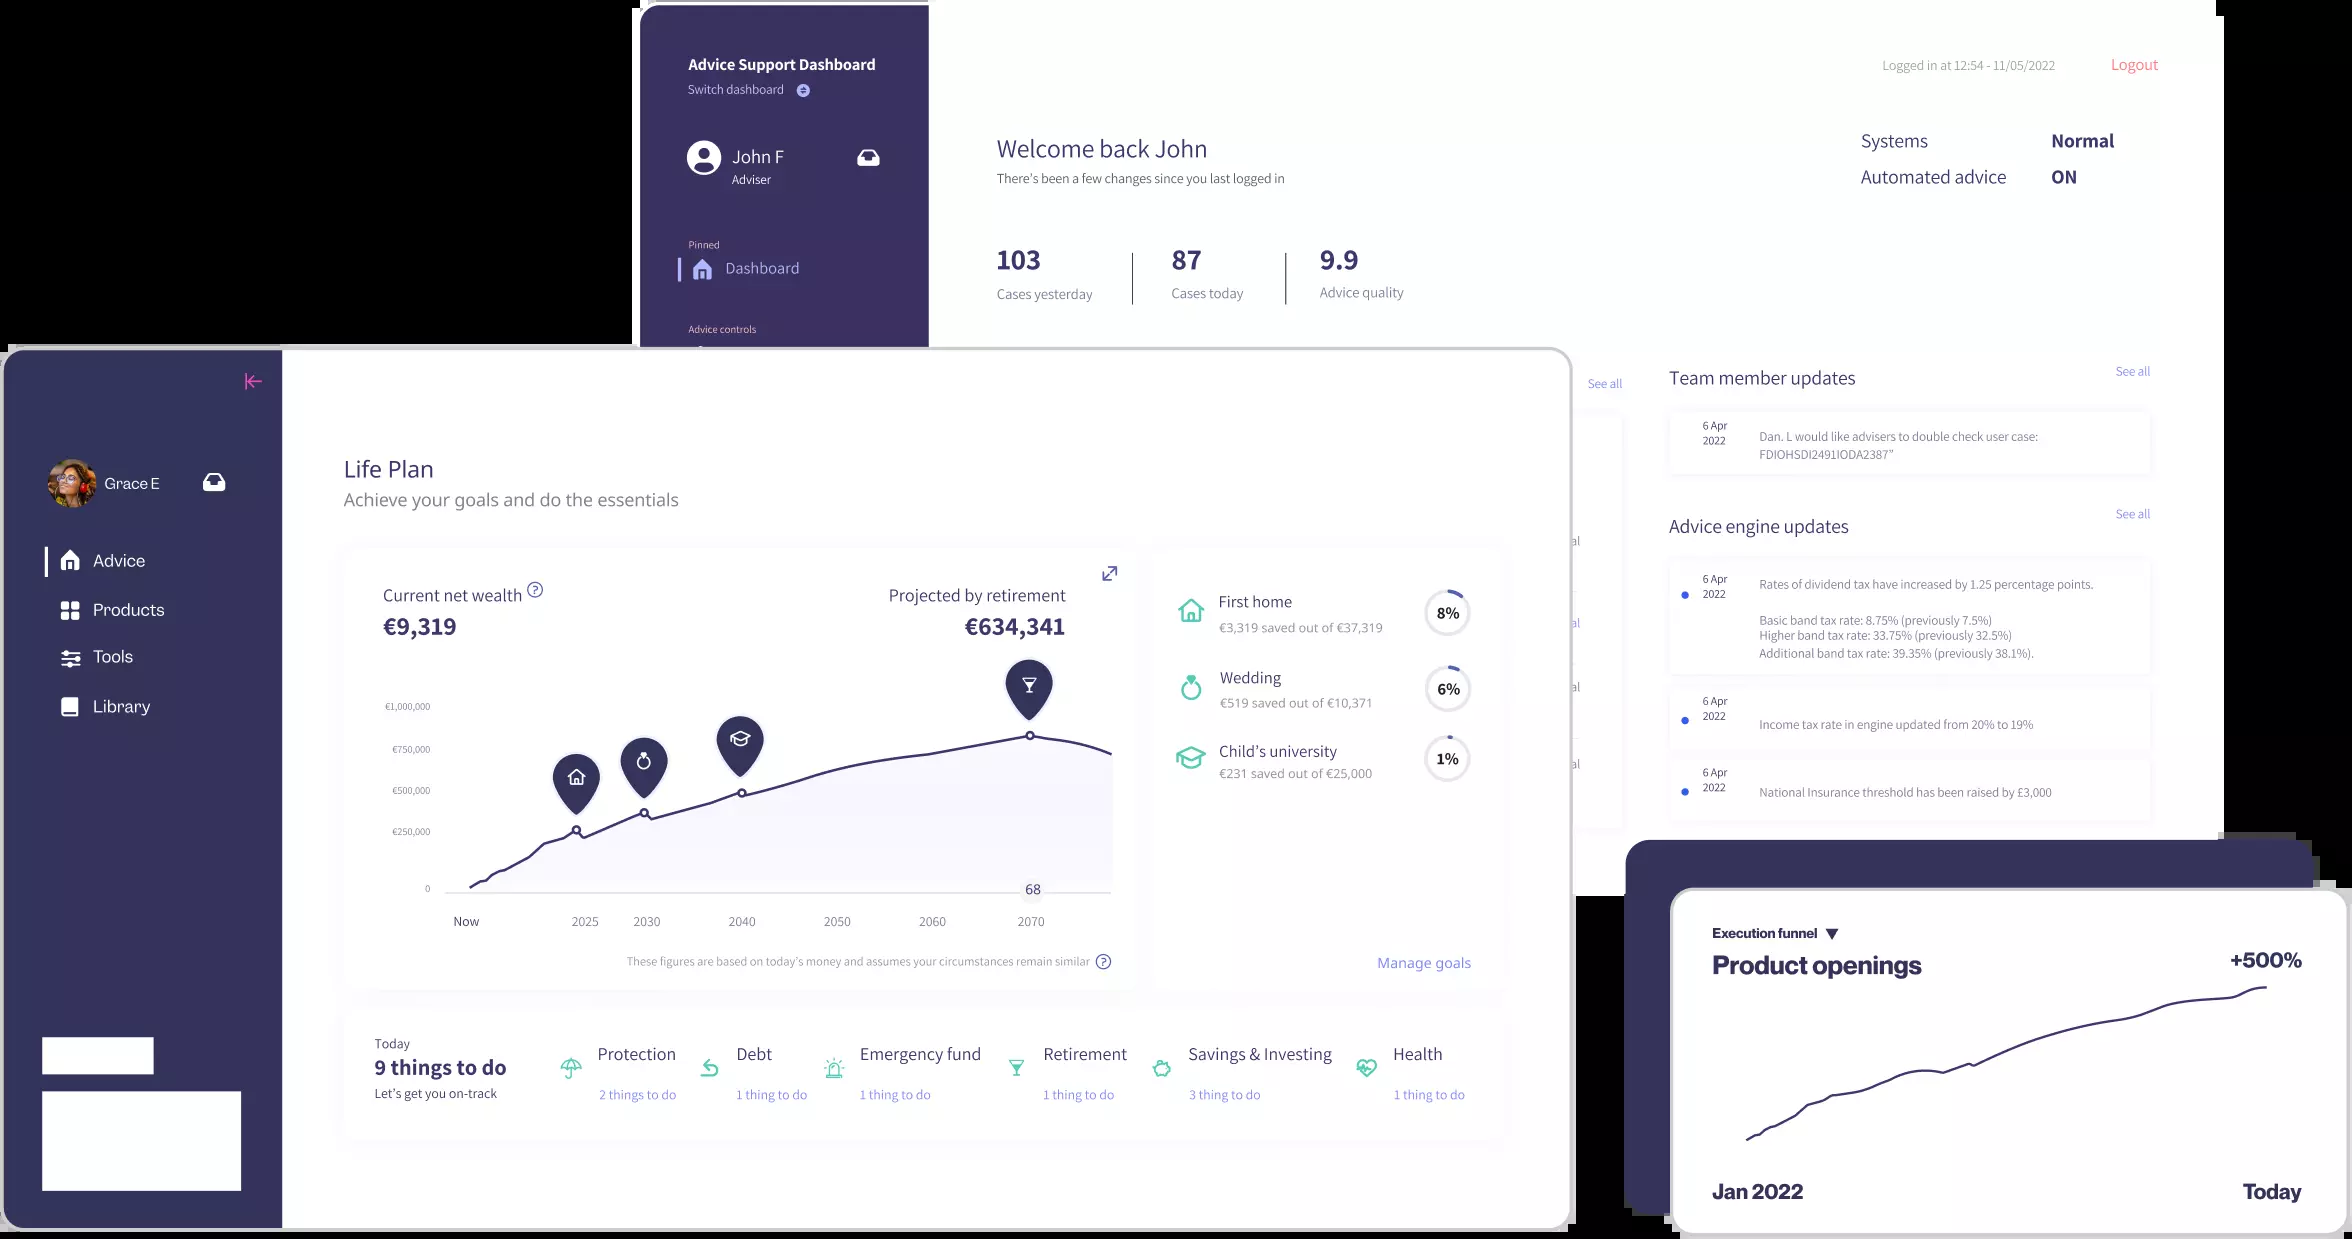 Advice Support Dashboard
Switch dashboard
John F
Adviser
Pinned
Dashboard
Advice controls
Logged in at 12:54 - 11/05/2022
Logout
Welcome back John
There's been a few changes since you last logged in
Systems Normal
Automated advice ON
103 87 9.9
Cases yesterday Cases today Advice quality
See all
Team member updates
See all
6 Apr
2022
Dan. L would like advisers to double check user case:
FDIOHSDI2491IODA2387”
Advice engine updates
See all
6 Apr
2022
Rates of dividend tax have increased by 1.25 percentage points.
Basic band tax rate: 8.75% (previously 7.5%)
Higher band tax rate: 33.75% (previously 32.5%)
Additional band tax rate: 39.35% (previously 38.1%).
6 Apr
2022
Income tax rate in engine updated from 20% to 19%
6 Apr
2022
National Insurance threshold has been raised by £3,000
al
al
al
al
Grace E
Advice
Products
Tools
Library
Life Plan
Achieve your goals and do the essentials
Current net wealth ?
€9,319
Projected by retirement
€634,341
€1,000,000
€750,000
€500,000
€250,000
0
68
Now 2025 2030 2040 2050 2060 2070
These figures are based on today's money and assumes your circumstances remain similar ?
First home
€3,319 saved out of €37,319
8%
Wedding
€519 saved out of €10,371
6%
Child's university
€231 saved out of €25,000
1%
Manage goals
Today
9 things to do
Let's get you on-track
Protection
2 things to do
Debt
1 thing to do
Emergency fund
1 thing to do
Retirement
1 thing to do
Savings & Investing
3 thing to do
Health
1 thing to do
Execution funnel ▼
Product openings
+500%
Jan 2022 Today